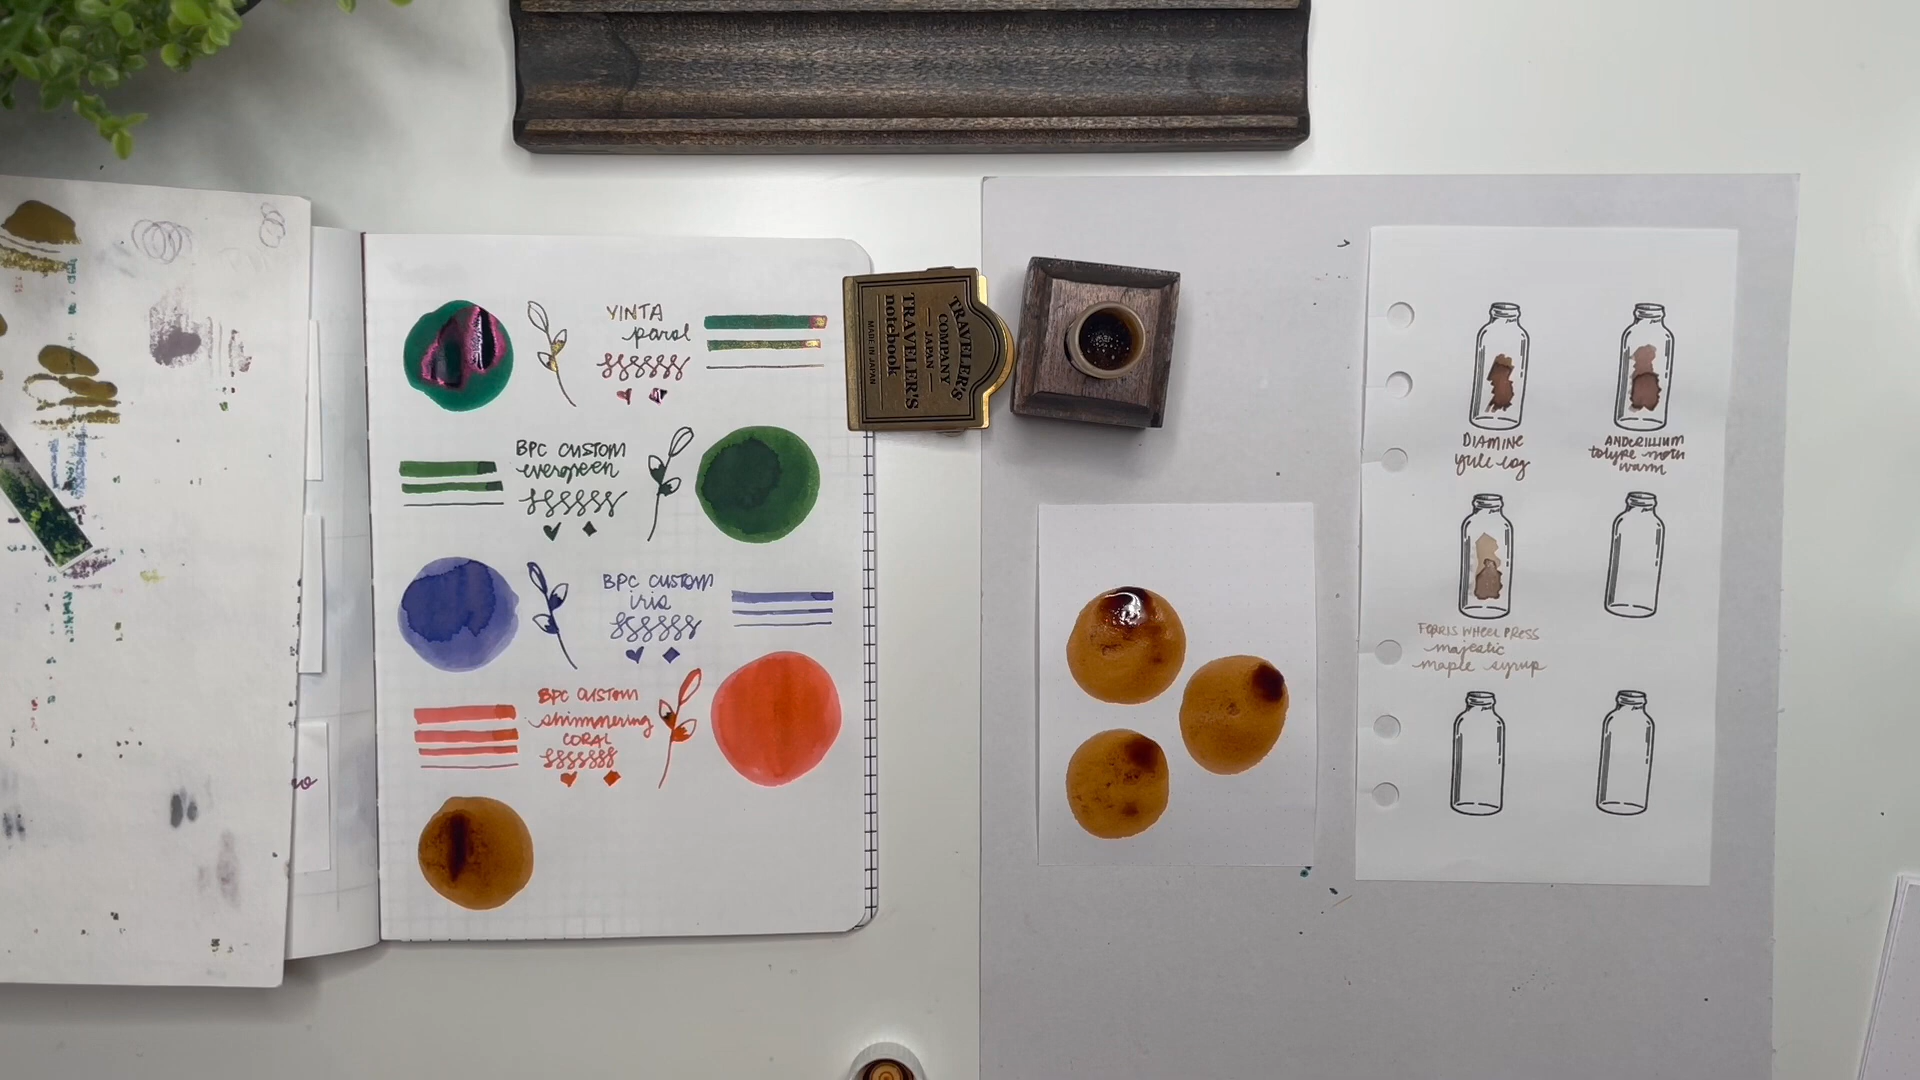 YINTA
parol
BPC CUSTOM
evergreen
BPC CUSTOM
iris
BPC CUSTOM
shimmering
CORAL
TRAVELER'S
COMPANY
JAPAN
TRAVELER'S
notebook
MADE IN JAPAN
DIAMINE
yule log
ANDERILLIUM
tolype moth
warm
FERRIS WHEEL PRESS
majestic
maple syrup